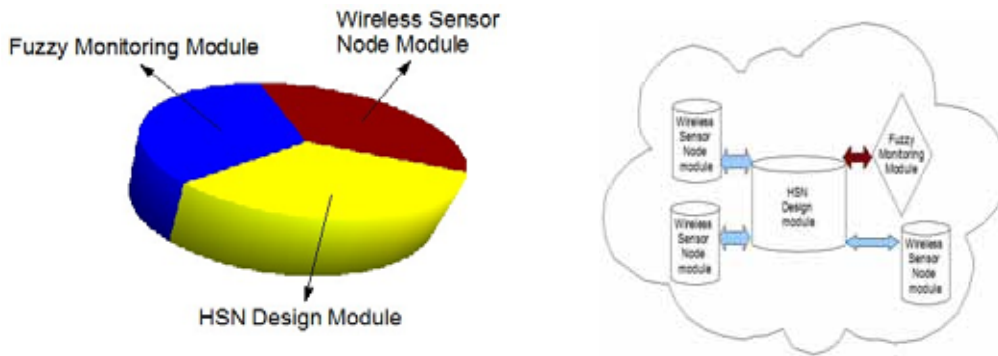 Wireless Sensor
Node Module
Fuzzy Monitoring Module
HSN Design Module
Wireless
Sensor
Node
module
Fuzzy
Monitoring
Module
HSN
Design
module
Wireless
Sensor
Node
module
Wireless
Sensor
Node
module